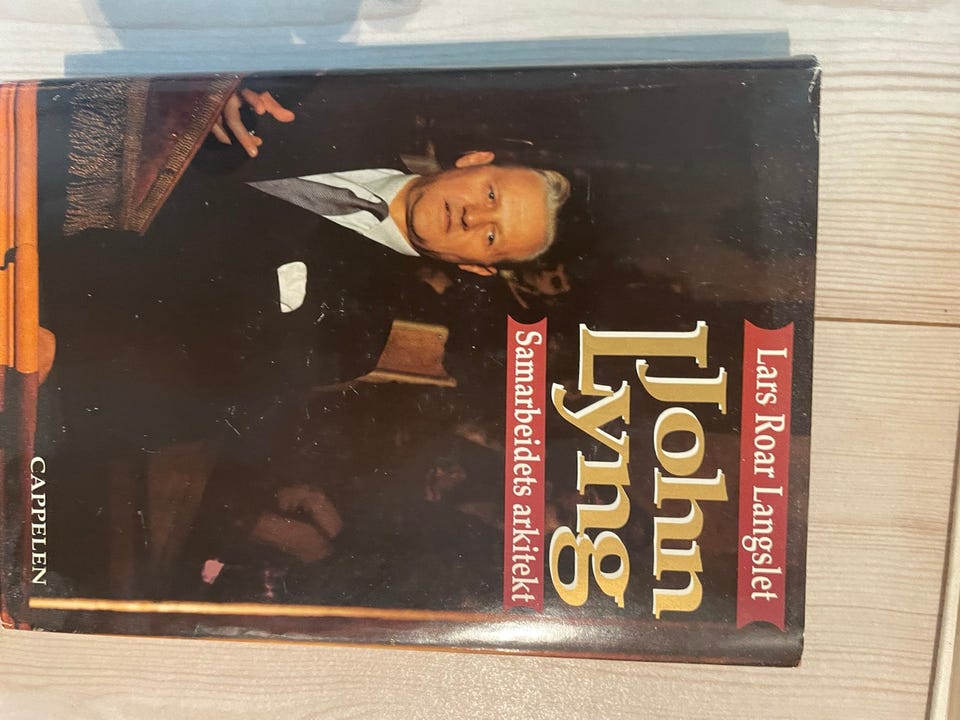 Lars Roar Langslet
John
Lyng
Samarbeidets arkitekt
CAPPELEN